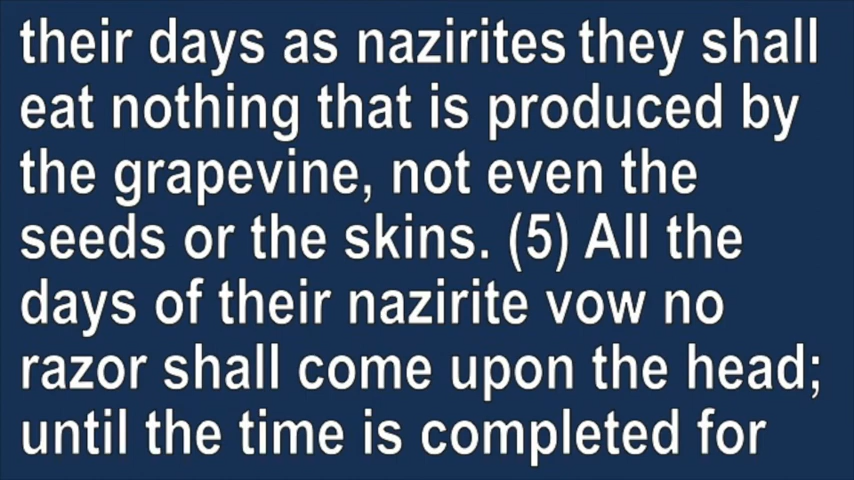 their days as nazirites they shall
eat nothing that is produced by
the grapevine, not even the
seeds or the skins. (5) All the
days of their nazirite vow no
razor shall come upon the head;
until the time is completed for